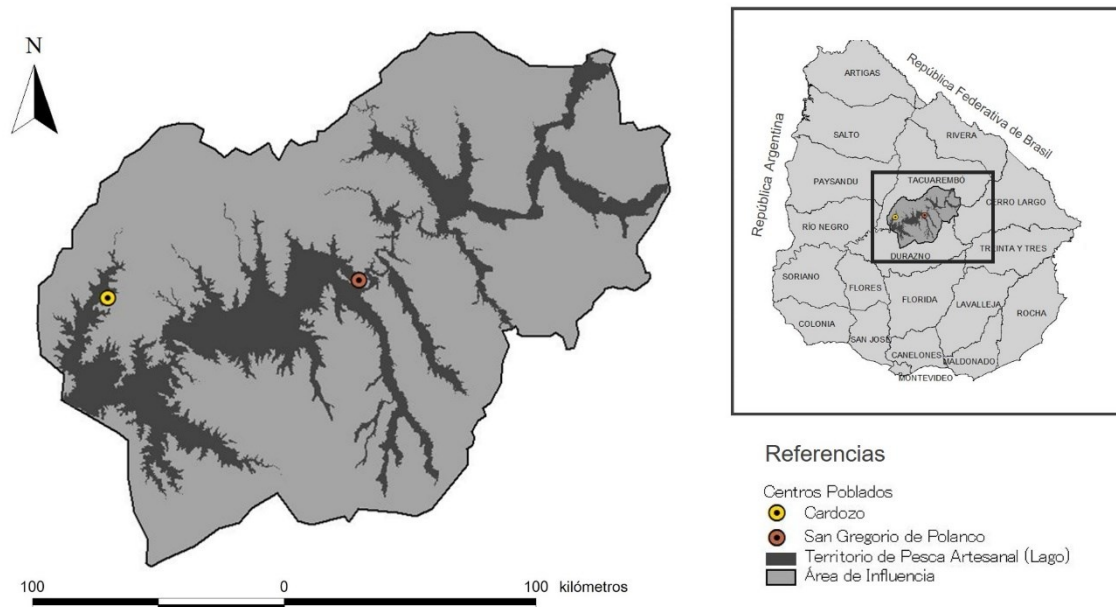 N
100
0
100
kilómetros
República Federativa de Brasil
República Argentina
ARTIGAS
SALTO
RIVERA
PAYSANDU
TACUAREMBÓ
CERRO LARGO
RÍO NEGRO
DURAZNO
TREINTA Y TRES
SORIANO
FLORES
FLORIDA
LAVALLEJA
ROCHA
COLONIA
SAN JOSÉ
CANELONES
MALDONADO
MONTEVIDEO
Referencias
Centros Poblados
Cardozo
San Gregorio de Polanco
Territorio de Pesca Artesanal (Lago)
Área de Influencia